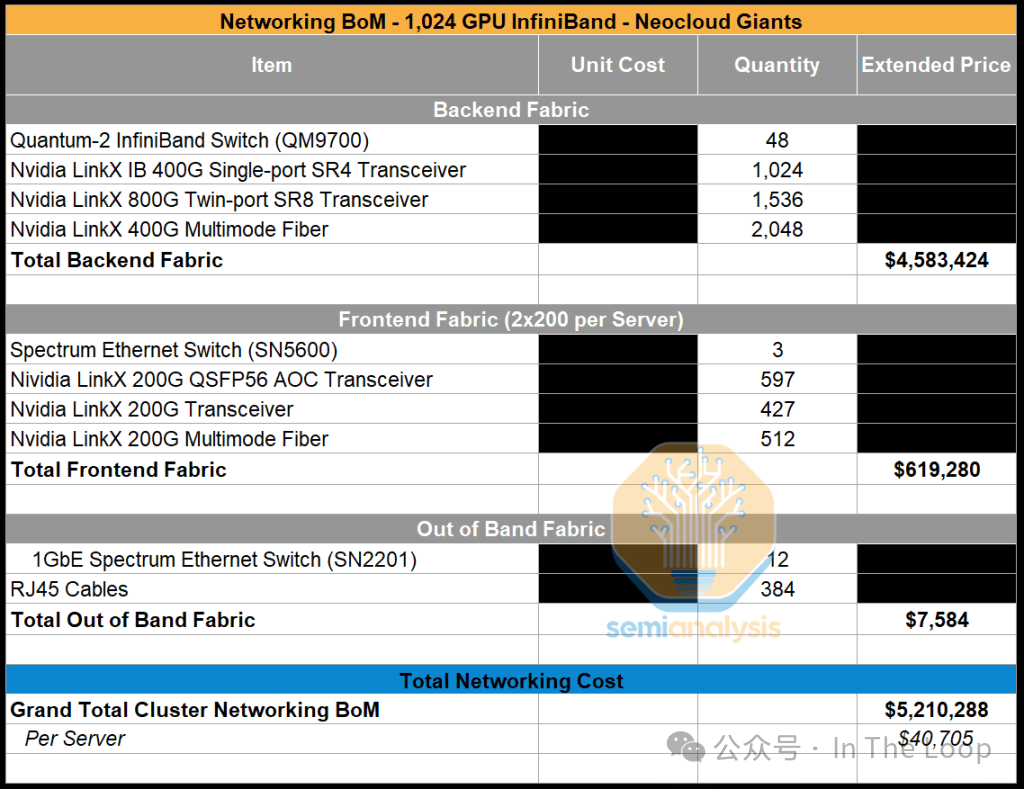 Networking BoM - 1,024 GPU InfiniBand - Neocloud Giants
Item Unit Cost Quantity Extended Price
Backend Fabric
Quantum-2 InfiniBand Switch (QM9700) 48
Nvidia LinkX IB 400G Single-port SR4 Transceiver 1,024
Nvidia LinkX 800G Twin-port SR8 Transceiver 1,536
Nvidia LinkX 400G Multimode Fiber 2,048
Total Backend Fabric $4,583,424
Frontend Fabric (2x200 per Server)
Spectrum Ethernet Switch (SN5600) 3
Nividia LinkX 200G QSFP56 AOC Transceiver 597
Nvidia LinkX 200G Transceiver 427
Nvidia LinkX 200G Multimode Fiber 512
Total Frontend Fabric $619,280
Out of Band Fabric
1GbE Spectrum Ethernet Switch (SN2201) 12
RJ45 Cables 384
Total Out of Band Fabric $7,584
semianalysis
Total Networking Cost
Grand Total Cluster Networking BoM $5,210,288
Per Server $40,705
公众号 · In The Loop